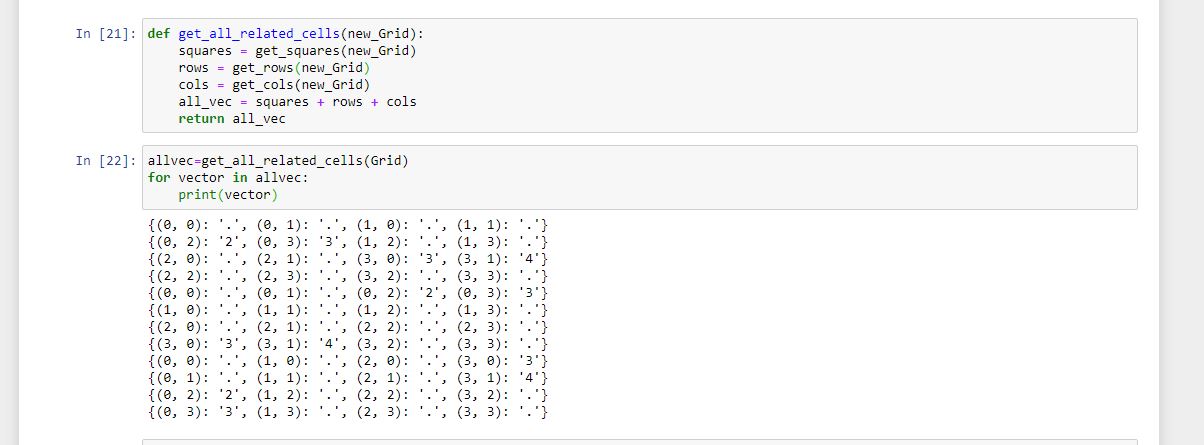 In [21]: def get_all_related_cells(new_Grid):
    squares = get_squares(new_Grid)
    rows = get_rows(new_Grid)
    cols = get_cols(new_Grid)
    all_vec = squares + rows + cols
    return all_vec
In [22]: allvec=get_all_related_cells(Grid)
for vector in allvec:
    print(vector)
{(0, 0): '.', (0, 1): '.', (1, 0): '.', (1, 1): '.'}
{(0, 2): '2', (0, 3): '3', (1, 2): '.', (1, 3): '.'}
{(2, 0): '.', (2, 1): '.', (3, 0): '3', (3, 1): '4'}
{(2, 2): '.', (2, 3): '.', (3, 2): '.', (3, 3): '.'}
{(0, 0): '.', (0, 1): '.', (0, 2): '2', (0, 3): '3'}
{(1, 0): '.', (1, 1): '.', (1, 2): '.', (1, 3): '.'}
{(2, 0): '.', (2, 1): '.', (2, 2): '.', (2, 3): '.'}
{(3, 0): '3', (3, 1): '4', (3, 2): '.', (3, 3): '.'}
{(0, 0): '.', (1, 0): '.', (2, 0): '.', (3, 0): '3'}
{(0, 1): '.', (1, 1): '.', (2, 1): '.', (3, 1): '4'}
{(0, 2): '2', (1, 2): '.', (2, 2): '.', (3, 2): '.'}
{(0, 3): '3', (1, 3): '.', (2, 3): '.', (3, 3): '.'}